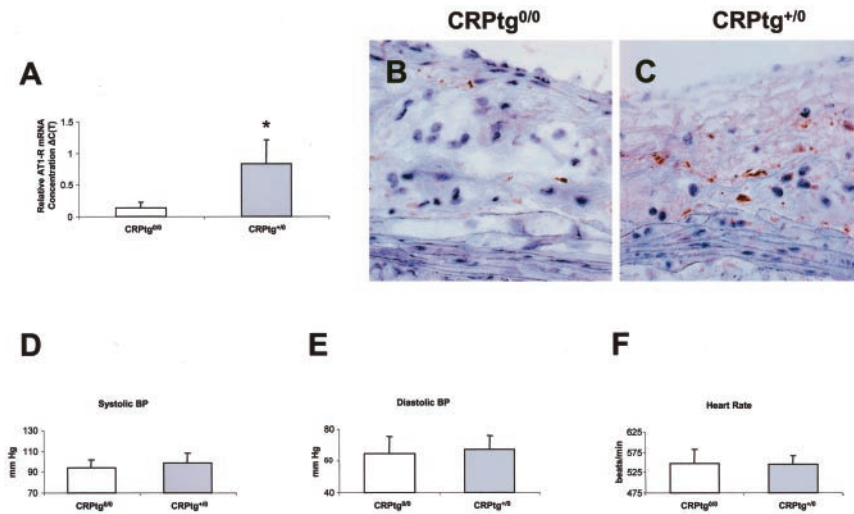 CRPtg0/0
CRPtg+/0
A
B
C
Relative AT1-R mRNA
Concentration ΔC(T)
1.5
1
0.5
0
*
CRPtg0/0
CRPtg+/0
D
E
F
Systolic BP
Diastolic BP
Heart Rate
mm Hg
130
110
90
70
CRPtg0/0
CRPtg+/0
mm Hg
80
60
40
CRPtg0/0
CRPtg+/0
beats/min
625
575
525
475
CRPtg0/0
CRPtg+/0